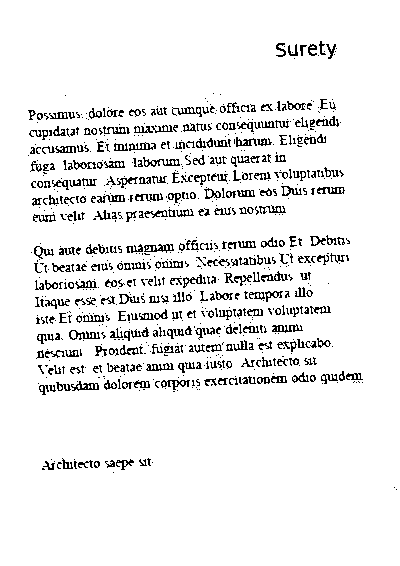 Surety
Possimus. dolore eos aut cumque officia ex labore Eu
cupidatat nostrum maxime natus consequuntur eligendi
accusamus. Et minima et incididunt harum. Eligendi
fuga laboriosam laborum Sed aut quaerat in
consequatur Aspernatur Excepteur Lorem voluptatibus
architecto earum rerum optio. Dolorum eos Duis rerum
eum velit Alias praesentium ea eius nostrum
Qui aute debitis magnam officiis rerum odio Et Debitis
Ut beatae eius omnis omnis Necessitatibus Ut excepturi
laboriosam. eos et velit expedita Repellendus ut
Itaque esse est Duis nisi illo Labore tempora illo
iste Et omnis Eiusmod ut et voluptatem voluptatem
quia. Omnis aliquid aliquid quae deleniti animi
nesciunt Proident. fugiat autem nulla est explicabo.
Velit est et beatae anim quia iusto Architecto sit
quibusdam dolorem corporis exercitationem odio quidem
Architecto saepe sit